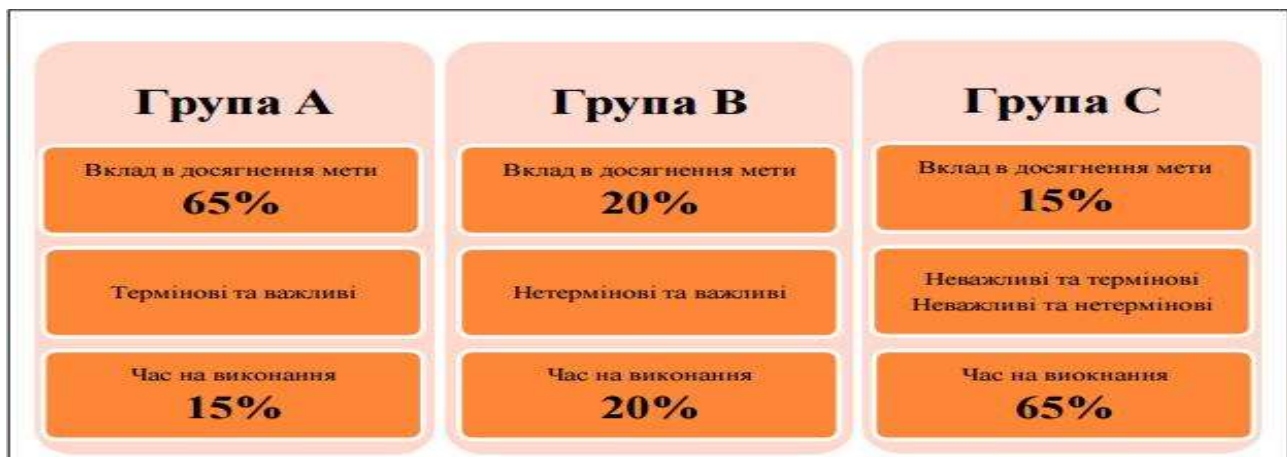 Група А
Вклад в досягнення мети
65%
Термінові та важливі
Час на виконання
15%
Група В
Вклад в досягнення мети
20%
Нетермінові та важливі
Час на виконання
20%
Група С
Вклад в досягнення мети
15%
Неважливі та термінові
Неважливі та нетермінові
Час на виокнання
65%